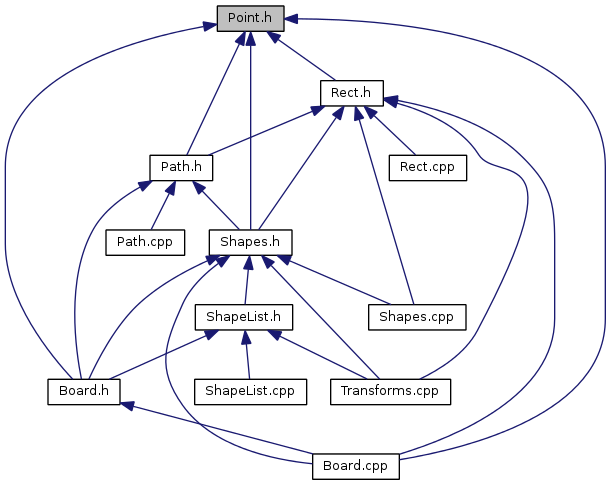 Point.h
Rect.h
Path.h
Rect.cpp
Path.cpp
Shapes.h
ShapeList.h
Shapes.cpp
Board.h
ShapeList.cpp
Transforms.cpp
Board.cpp